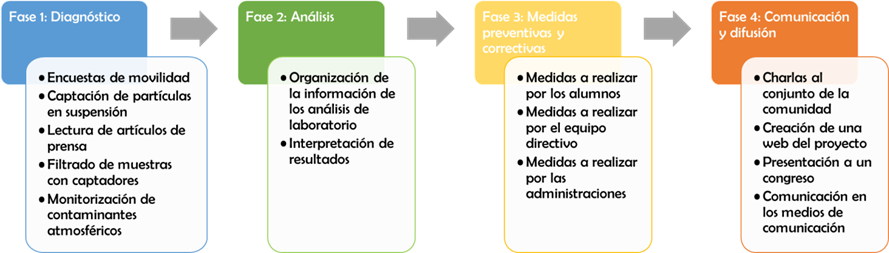 Fase 1: Diagnóstico
• Encuestas de movilidad
• Captación de partículas
en suspensión
• Lectura de artículos de
prensa
• Filtrado de muestras
con captadores
• Monitorización de
contaminantes
atmosféricos
Fase 2: Análisis
• Organización de
la información de
los análisis de
laboratorio
• Interpretación de
resultados
Fase 3: Medidas
preventivas y
correctivas
• Medidas a realizar
por los alumnos
• Medidas a realizar
por el equipo
directivo
• Medidas a realizar
por las
administraciones
Fase 4: Comunicación
y difusión
• Charlas al
conjunto de la
comunidad
• Creación de una
web del proyecto
• Presentación a un
congreso
• Comunicación en
los medios de
comunicación